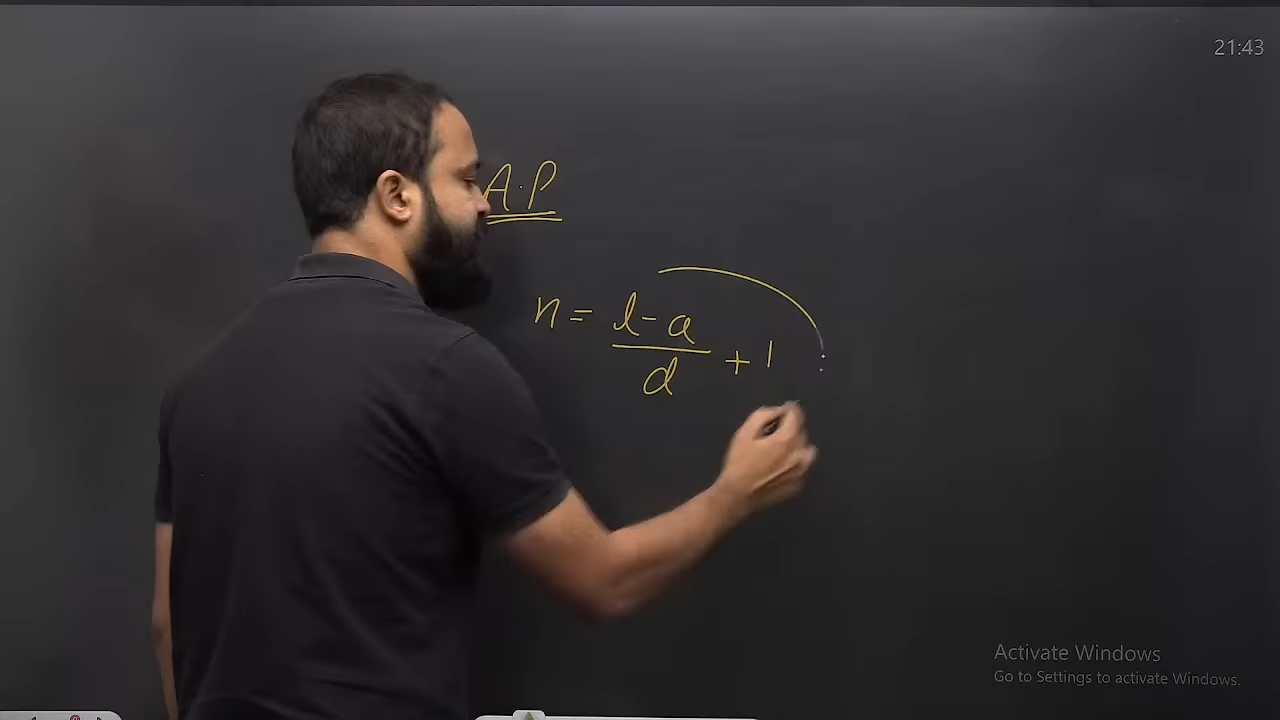 21:43
A.P
n = l - a / d + 1
Activate Windows
Go to Settings to activate Windows.